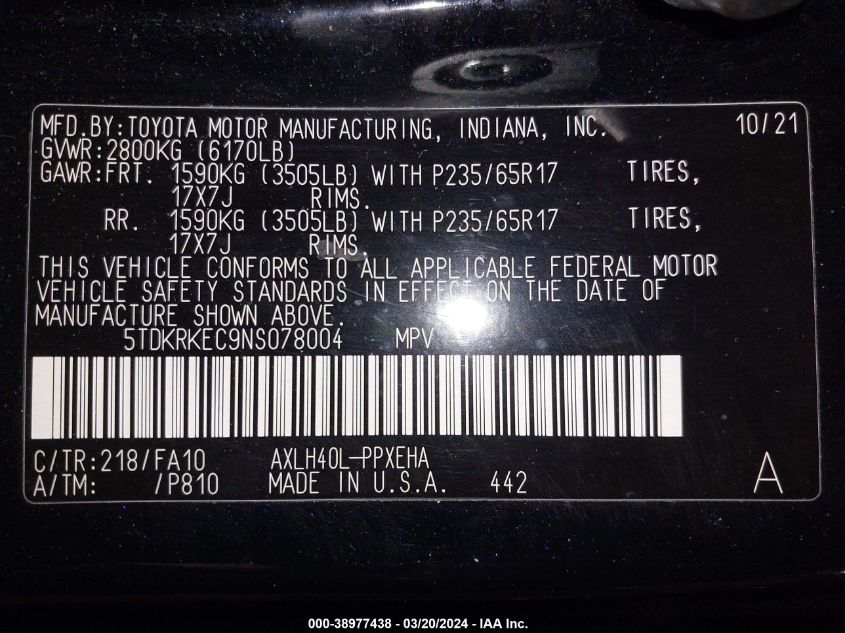 MFD.BY:TOYOTA MOTOR MANUFACTURING, INDIANA, INC. 10/21
GVWR:2800KG (6170LB)
GAWR:FRT. 1590KG (3505LB) WITH P235/65R17 TIRES,
17X7J RIMS.
RR. 1590KG (3505LB) WITH P235/65R17 TIRES,
17X7J RIMS.
THIS VEHICLE CONFORMS TO ALL APPLICABLE FEDERAL MOTOR
VEHICLE SAFETY STANDARDS IN EFFECT ON THE DATE OF
MANUFACTURE SHOWN ABOVE.
5TDKRKEC9NS078004 MPV
C/TR:218/FA10 AXLH40L-PPXEHA
A/TM: /P810 MADE IN U.S.A. 442 A
000-38977438 - 03/20/2024 - IAA Inc.